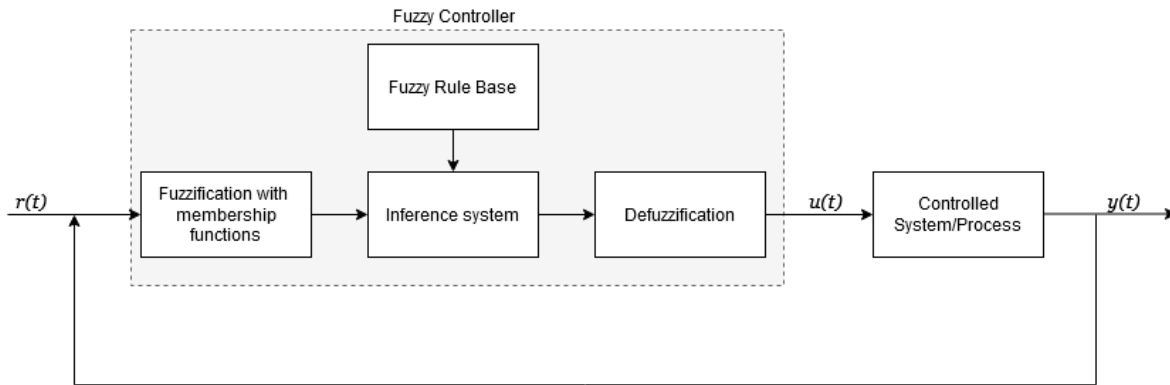 Fuzzy Controller
Fuzzy Rule Base
r(t)
Fuzzification with
membership
functions
Inference system
Defuzzification
u(t)
Controlled
System/Process
y(t)